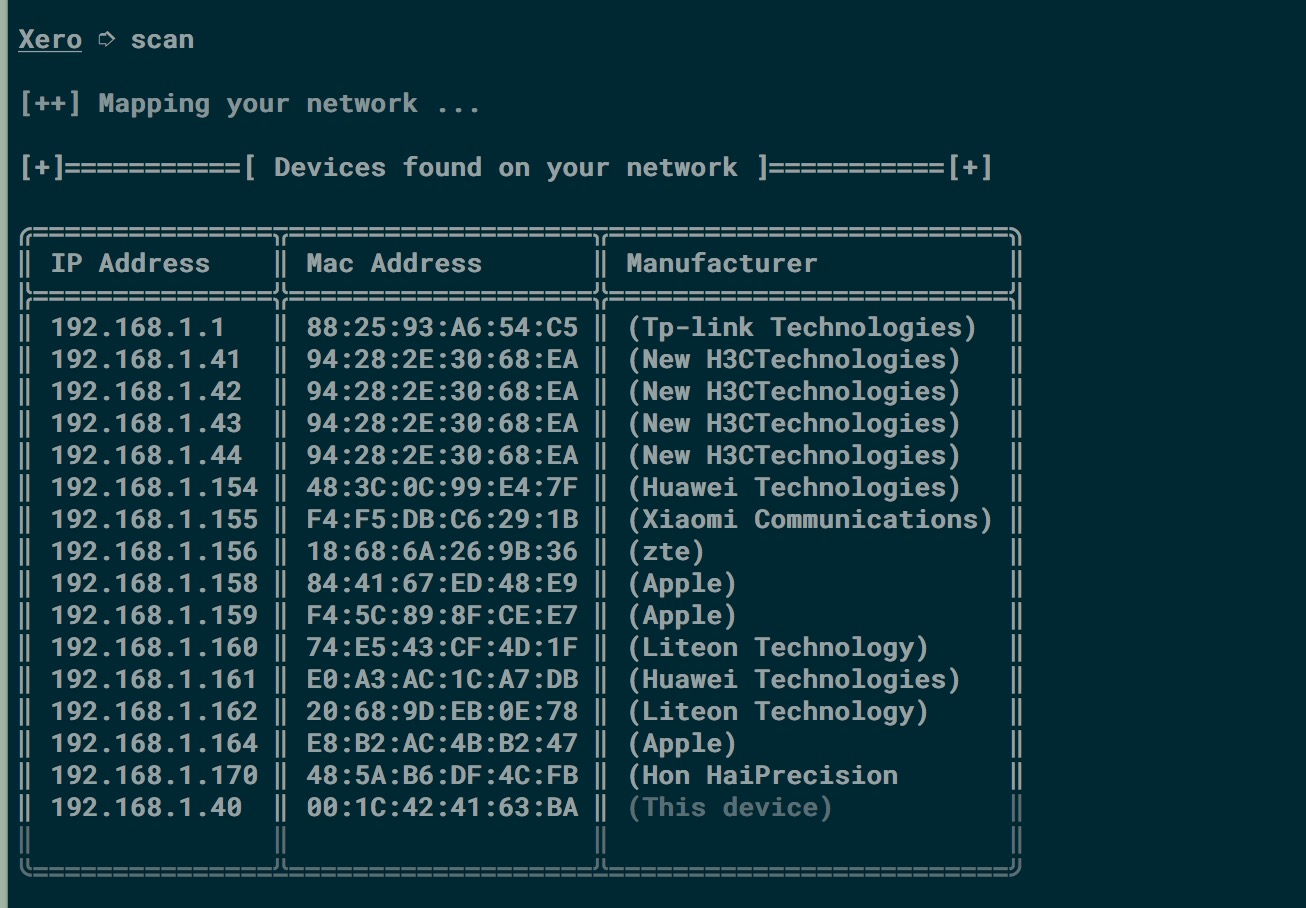 Xero ➩ scan
[++] Mapping your network ...
[+]===========[ Devices found on your network ]===========[+]
IP Address ║ Mac Address ║ Manufacturer
192.168.1.1 ║ 88:25:93:A6:54:C5 ║ (Tp-link Technologies)
192.168.1.41 ║ 94:28:2E:30:68:EA ║ (New H3CTechnologies)
192.168.1.42 ║ 94:28:2E:30:68:EA ║ (New H3CTechnologies)
192.168.1.43 ║ 94:28:2E:30:68:EA ║ (New H3CTechnologies)
192.168.1.44 ║ 94:28:2E:30:68:EA ║ (New H3CTechnologies)
192.168.1.154 ║ 48:3C:0C:99:E4:7F ║ (Huawei Technologies)
192.168.1.155 ║ F4:F5:DB:C6:29:1B ║ (Xiaomi Communications)
192.168.1.156 ║ 18:68:6A:26:9B:36 ║ (zte)
192.168.1.158 ║ 84:41:67:ED:48:E9 ║ (Apple)
192.168.1.159 ║ F4:5C:89:8F:CE:E7 ║ (Apple)
192.168.1.160 ║ 74:E5:43:CF:4D:1F ║ (Liteon Technology)
192.168.1.161 ║ E0:A3:AC:1C:A7:DB ║ (Huawei Technologies)
192.168.1.162 ║ 20:68:9D:EB:0E:78 ║ (Liteon Technology)
192.168.1.164 ║ E8:B2:AC:4B:B2:47 ║ (Apple)
192.168.1.170 ║ 48:5A:B6:DF:4C:FB ║ (Hon HaiPrecision
192.168.1.40 ║ 00:1C:42:41:63:BA ║ (This device)